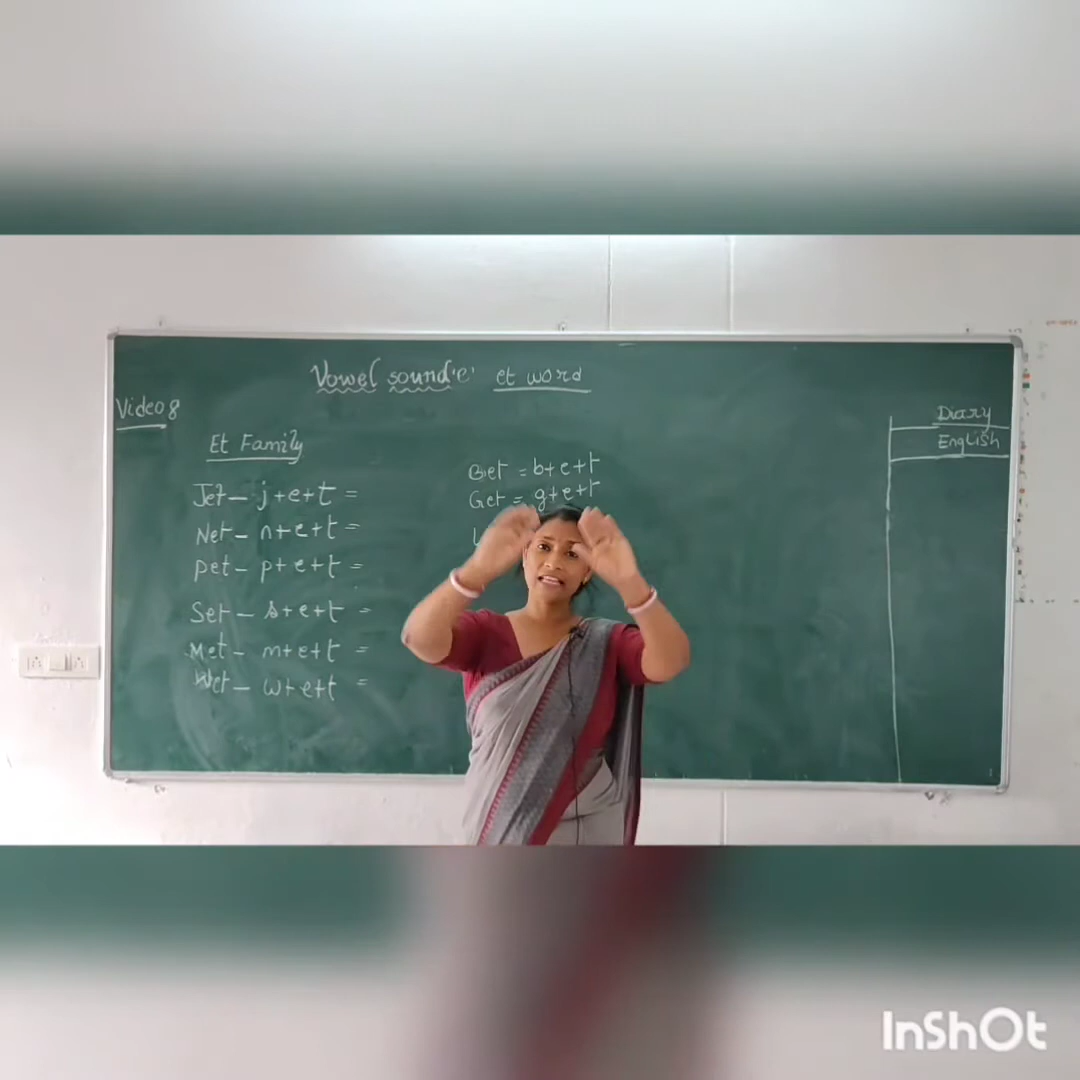 Vowel sound 'e' et word
Video 8
Et Family
Jet – j+e+t =
Net – n+e+t =
Pet – p+e+t =
Set – s+e+t =
Met – m+e+t =
Wet – w+e+t =
Bet = b+e+t
Get = g+e+t
L
Diary
English
InShOt